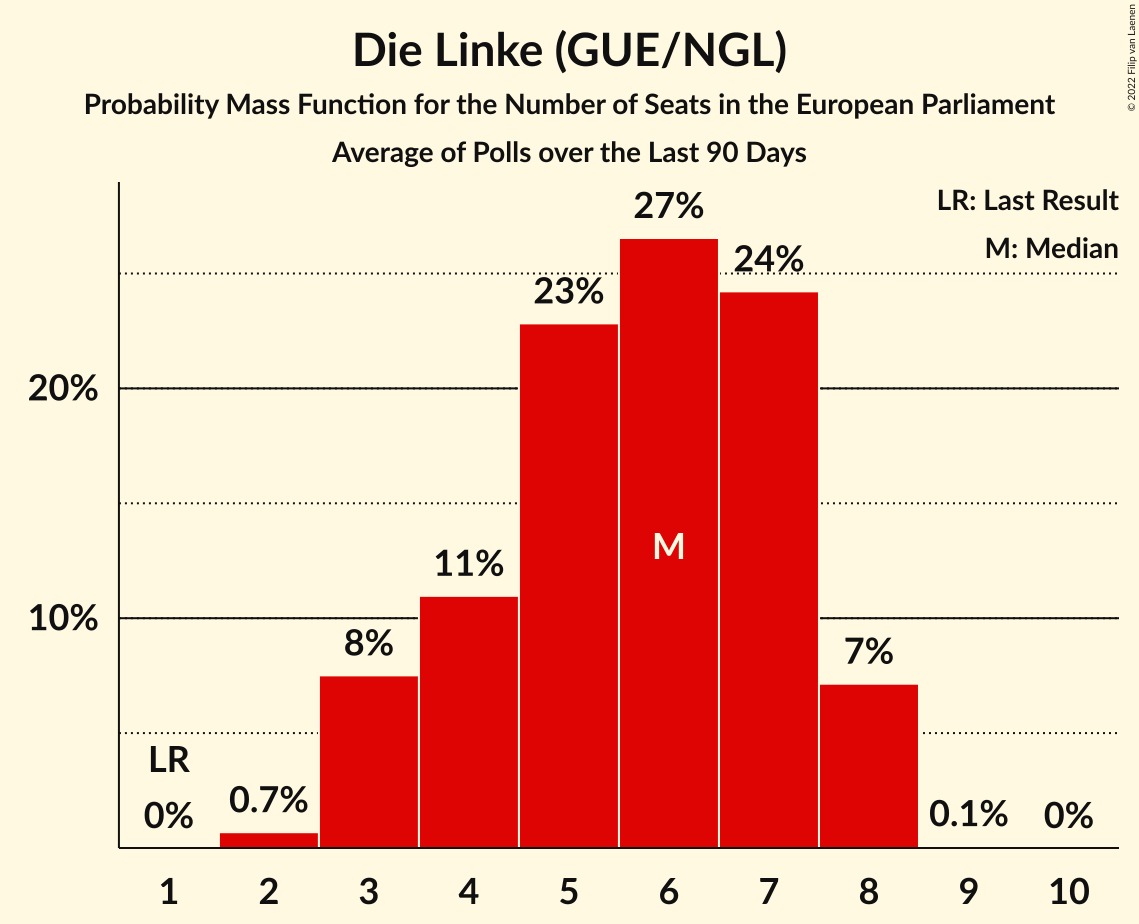 Die Linke (GUE/NGL)
Probability Mass Function for the Number of Seats in the European Parliament
Average of Polls over the Last 90 Days
© 2022 Filip van Laenen
LR: Last Result
M: Median
27%
24%
23%
20%
M
11%
10%
8%
7%
LR
0%
0.7%
0.1%
0%
1 2 3 4 5 6 7 8 9 10